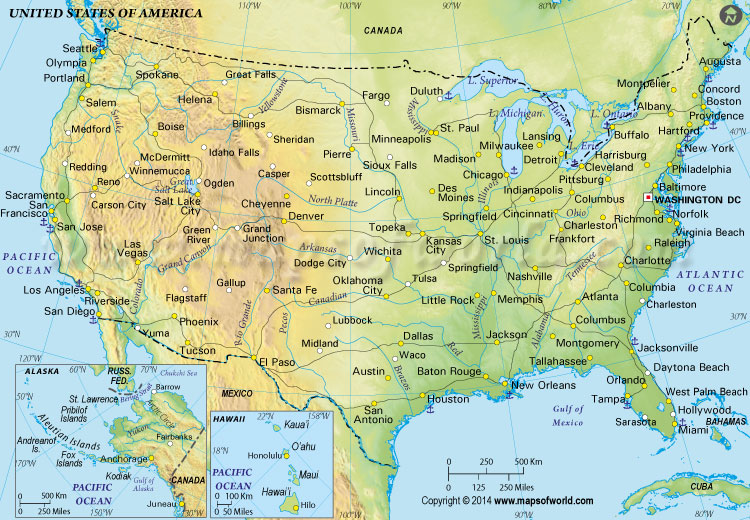 UNITED STATES OF AMERICA
N
70°W
CANADA
Seattle
Olympia
Portland
Spokane
Great Falls
Salem
Helena
Billings
Yellowstone
Missouri
Bismarck
Fargo
Duluth
L. Superior
L. Michigan
L. Huron
L. Ontario
L. Erie
Montpelier
Augusta
Concord
Boston
Albany
Providence
Hartford
Buffalo
New York
Medford
Snake
Boise
Idaho Falls
Sheridan
Pierre
Sioux Falls
Minneapolis
Mississippi
St. Paul
Madison
Milwaukee
Lansing
Detroit
Chicago
Cleveland
Harrisburg
Philadelphia
Pittsburg
Baltimore
WASHINGTON DC
40°N
40°N
Redding
McDermitt
Winnemucca
Reno
Great
Salt Lake
Ogden
Casper
Scottsbluff
Sacramento
San
Francisco
Carson City
Salt Lake
City
Cheyenne
North Platte
Lincoln
Des
Moines
Illinois
Indianapolis
Columbus
Norfolk
Richmond
San Jose
Green
River
Grand
Junction
Denver
Topeka
Kansas
City
Springfield
St. Louis
Cincinnati
Ohio
Charleston
Frankfort
Virginia Beach
Raleigh
PACIFIC
OCEAN
Las
Vegas
Grand Canyon
Colorado
Arkansas
Dodge City
Wichita
Springfield
Nashville
Tennessee
Charlotte
ATLANTIC
OCEAN
Los Angeles
Riverside
San Diego
Flagstaff
Gallup
Santa Fe
Canadian
Oklahoma
City
Tulsa
Little Rock
Memphis
Atlanta
Columbia
Columbus
Charleston
30°N
30°N
Yuma
Phoenix
Tucson
Rio Grande
Pecos
Lubbock
Midland
Dallas
Red
Mississippi
Jackson
Alabama
Montgomery
Jacksonville
El Paso
Waco
Austin
Brazos
Baton Rouge
Tallahassee
Daytona Beach
New Orleans
Orlando
West Palm Beach
MEXICO
San
Antonio
Houston
Gulf of
Mexico
Tampa
Sarasota
Hollywood
Miami
BAHAMAS
CUBA
120°W
110°W
100°W
90°W
80°W
ALASKA
RUSS.
FED.
70°N
60°N
Chukchi Sea
St. Lawrence
Bering Strait
Barrow
Arctic Circle
50°N
Pribilof
Islands
Yukon
Fairbanks
Aleutian Islands
Andreanof
Is.
Fox
Islands
Anchorage
170°W
Kodiak
Gulf of
Alaska
CANADA
PACIFIC
OCEAN
Juneau
0 500 Km
0 250 Miles
150°W
130°W
HAWAII
22°N
158°W
Kauai'i
O'ahu
18°N
Honolulu
Maui
PACIFIC
OCEAN
Hawai'i
Hilo
0 100 Km
0 50 Miles
0 250 500 Km
0 250 500 Miles
Copyright © 2014 www.mapsofworld.com